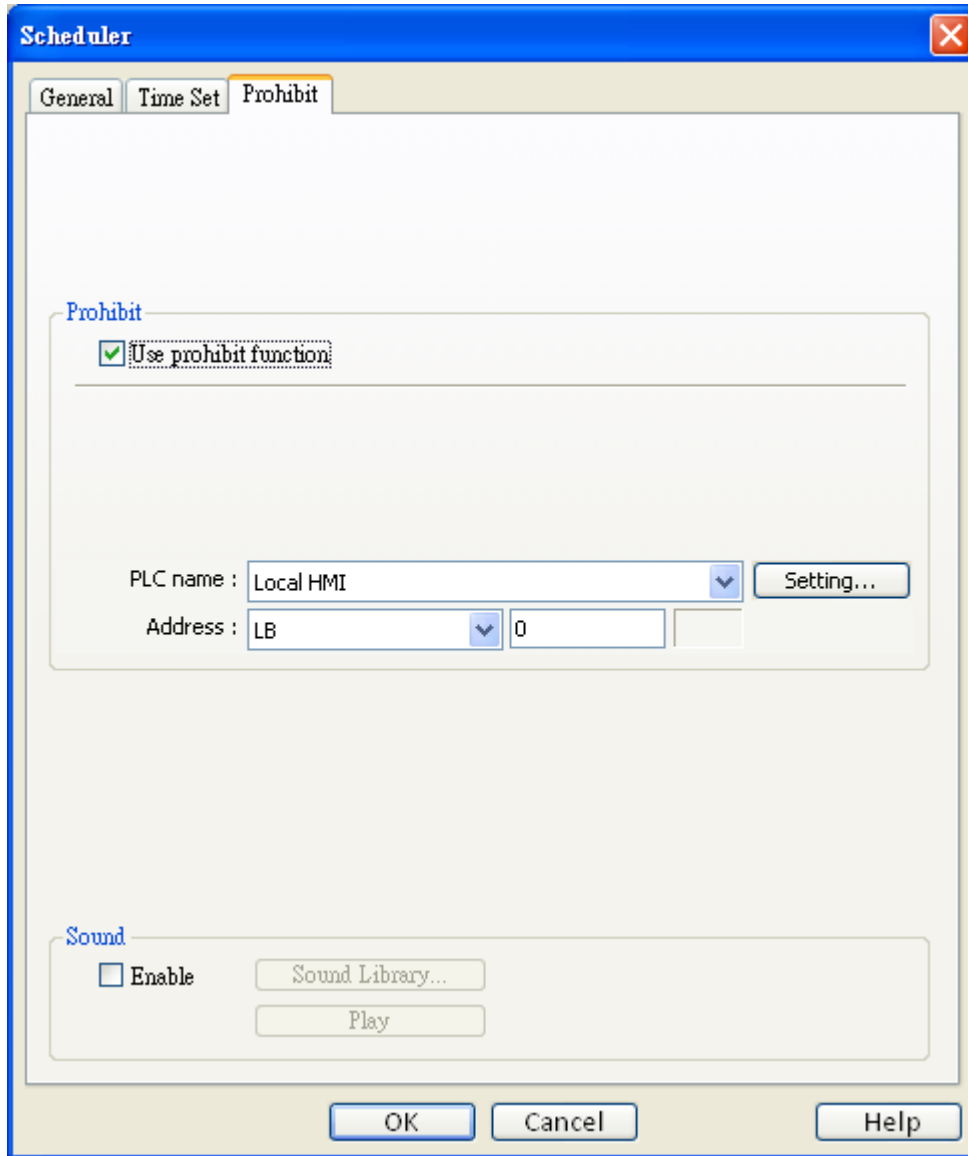 Scheduler
General Time Set Prohibit
Prohibit
Use prohibit function
PLC name : Local HMI Setting...
Address : LB 0
Sound
Enable Sound Library...
Play
OK Cancel Help